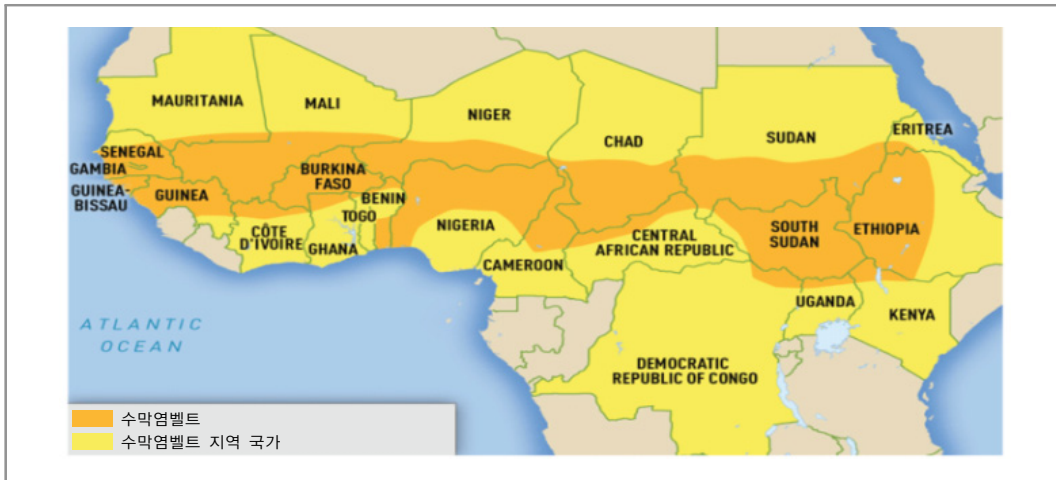 MAURITANIA
MALI
NIGER
CHAD
SUDAN
ERITREA
SENEGAL
GAMBIA
GUINEA-
BISSAU
GUINEA
BURKINA
FASO
BENIN
TOGO
CÔTE
D'IVOIRE
GHANA
NIGERIA
CAMEROON
CENTRAL
AFRICAN REPUBLIC
SOUTH
SUDAN
ETHIOPIA
UGANDA
KENYA
DEMOCRATIC
REPUBLIC OF CONGO
ATLANTIC
OCEAN
수막염벨트
수막염벨트 지역 국가